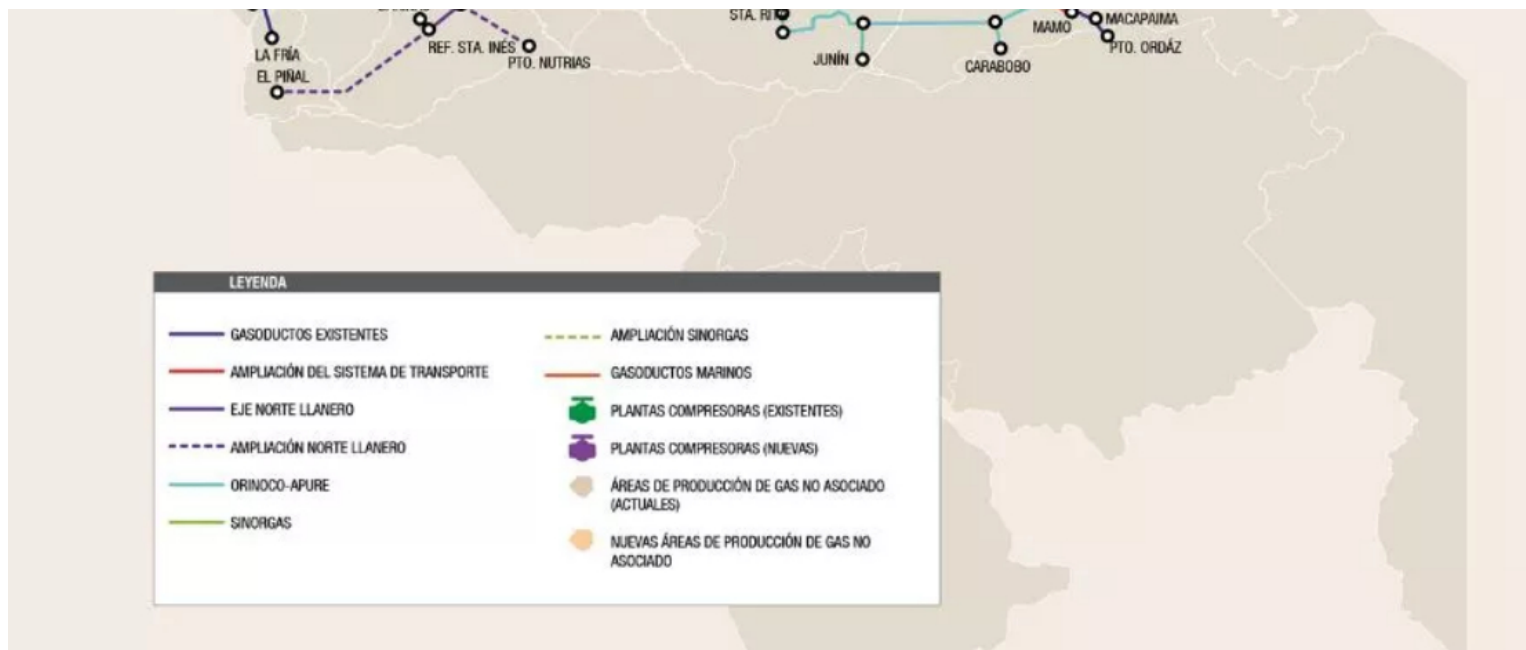 STA. RITA
MACAPAIMA
MAMO
LA FRÍA
REF. STA. INÉS
PTO. NUTRIAS
PTO. ORDÁZ
JUNÍN
CARABOBO
EL PIÑAL
LEYENDA
GASODUCTOS EXISTENTES
AMPLIACIÓN DEL SISTEMA DE TRANSPORTE
EJE NORTE LLANERO
AMPLIACIÓN NORTE LLANERO
ORINOCO-APURE
SINORGAS
AMPLIACIÓN SINORGAS
GASODUCTOS MARINOS
PLANTAS COMPRESORAS (EXISTENTES)
PLANTAS COMPRESORAS (NUEVAS)
ÁREAS DE PRODUCCIÓN DE GAS NO ASOCIADO
(ACTUALES)
NUEVAS ÁREAS DE PRODUCCIÓN DE GAS NO
ASOCIADO